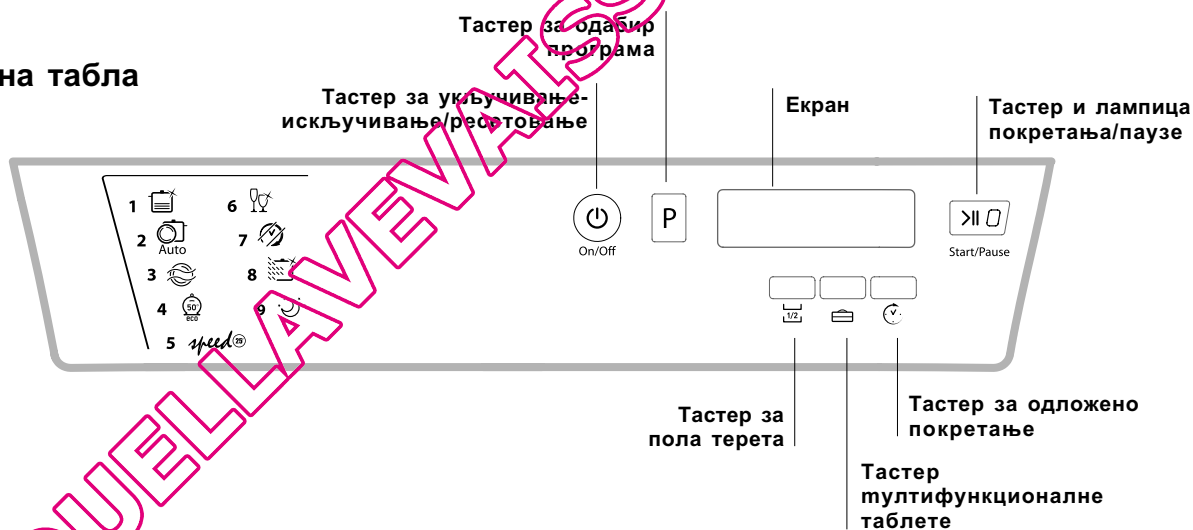 Тастер за одабир
програма
на табла
Тастер за укључивање-
искључивање/ресетовање
Екран
Тастер и лампица
покретања/паузе
1
2 Auto
3
4 50° eco
5 speed 25'
6
7
8
9
On/Off
P
Start/Pause
1/2
Тастер за
пола терета
Тастер за одложено
покретање
Тастер
mултифункционалне
таблете
QUELLAVEVAISS